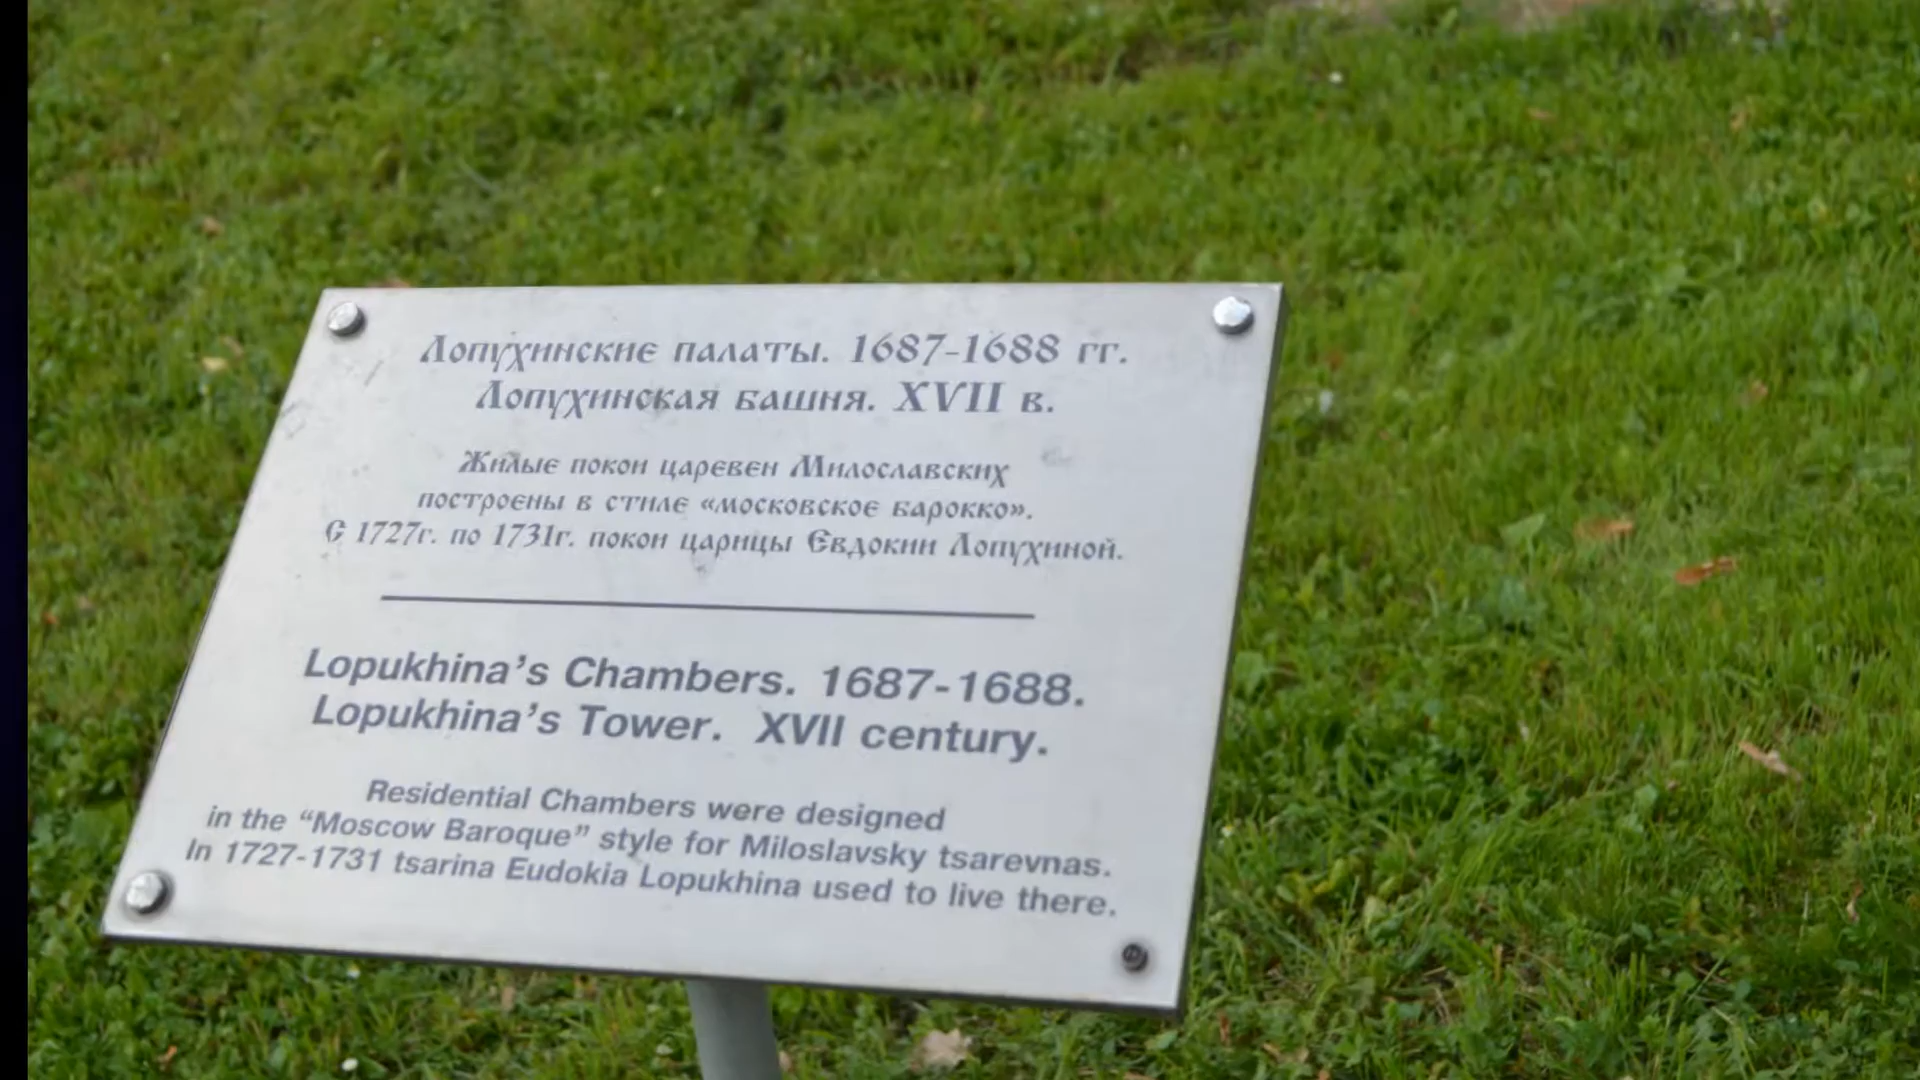 Лопухинские палаты. 1687-1688 гг.
Лопухинская башня. XVII в.
Жилые покои царевен Милославских
построены в стиле «московское барокко».
С 1727г. по 1731г. покои царицы Евдокии Лопухиной.
Lopukhina's Chambers. 1687-1688.
Lopukhina's Tower. XVII century.
Residential Chambers were designed
in the “Moscow Baroque” style for Miloslavsky tsarevnas.
In 1727-1731 tsarina Eudokia Lopukhina used to live there.